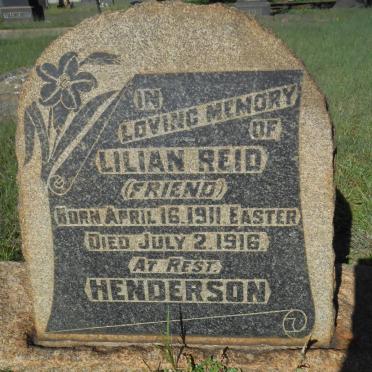 IN
LOVING MEMORY
OF
LILIAN REID
(FRIEND)
BORN APRIL 16. 1911 EASTER
DIED JULY 2. 1916.
AT REST.
HENDERSON